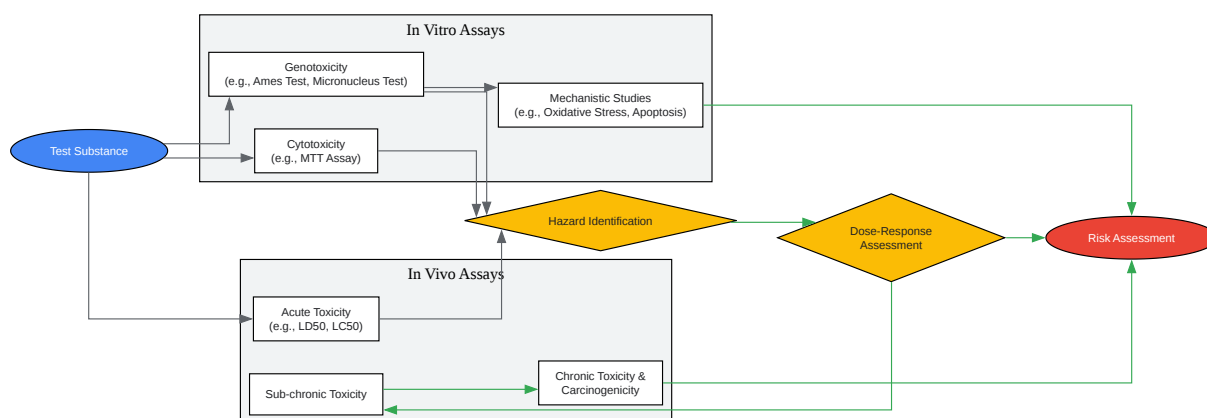 In Vitro Assays
Genotoxicity
(e.g., Ames Test, Micronucleus Test)
Mechanistic Studies
(e.g., Oxidative Stress, Apoptosis)
Test Substance
Cytotoxicity
(e.g., MTT Assay)
Hazard Identification
Dose-Response
Assessment
Risk Assessment
In Vivo Assays
Acute Toxicity
(e.g., LD50, LC50)
Sub-chronic Toxicity
Chronic Toxicity &
Carcinogenicity